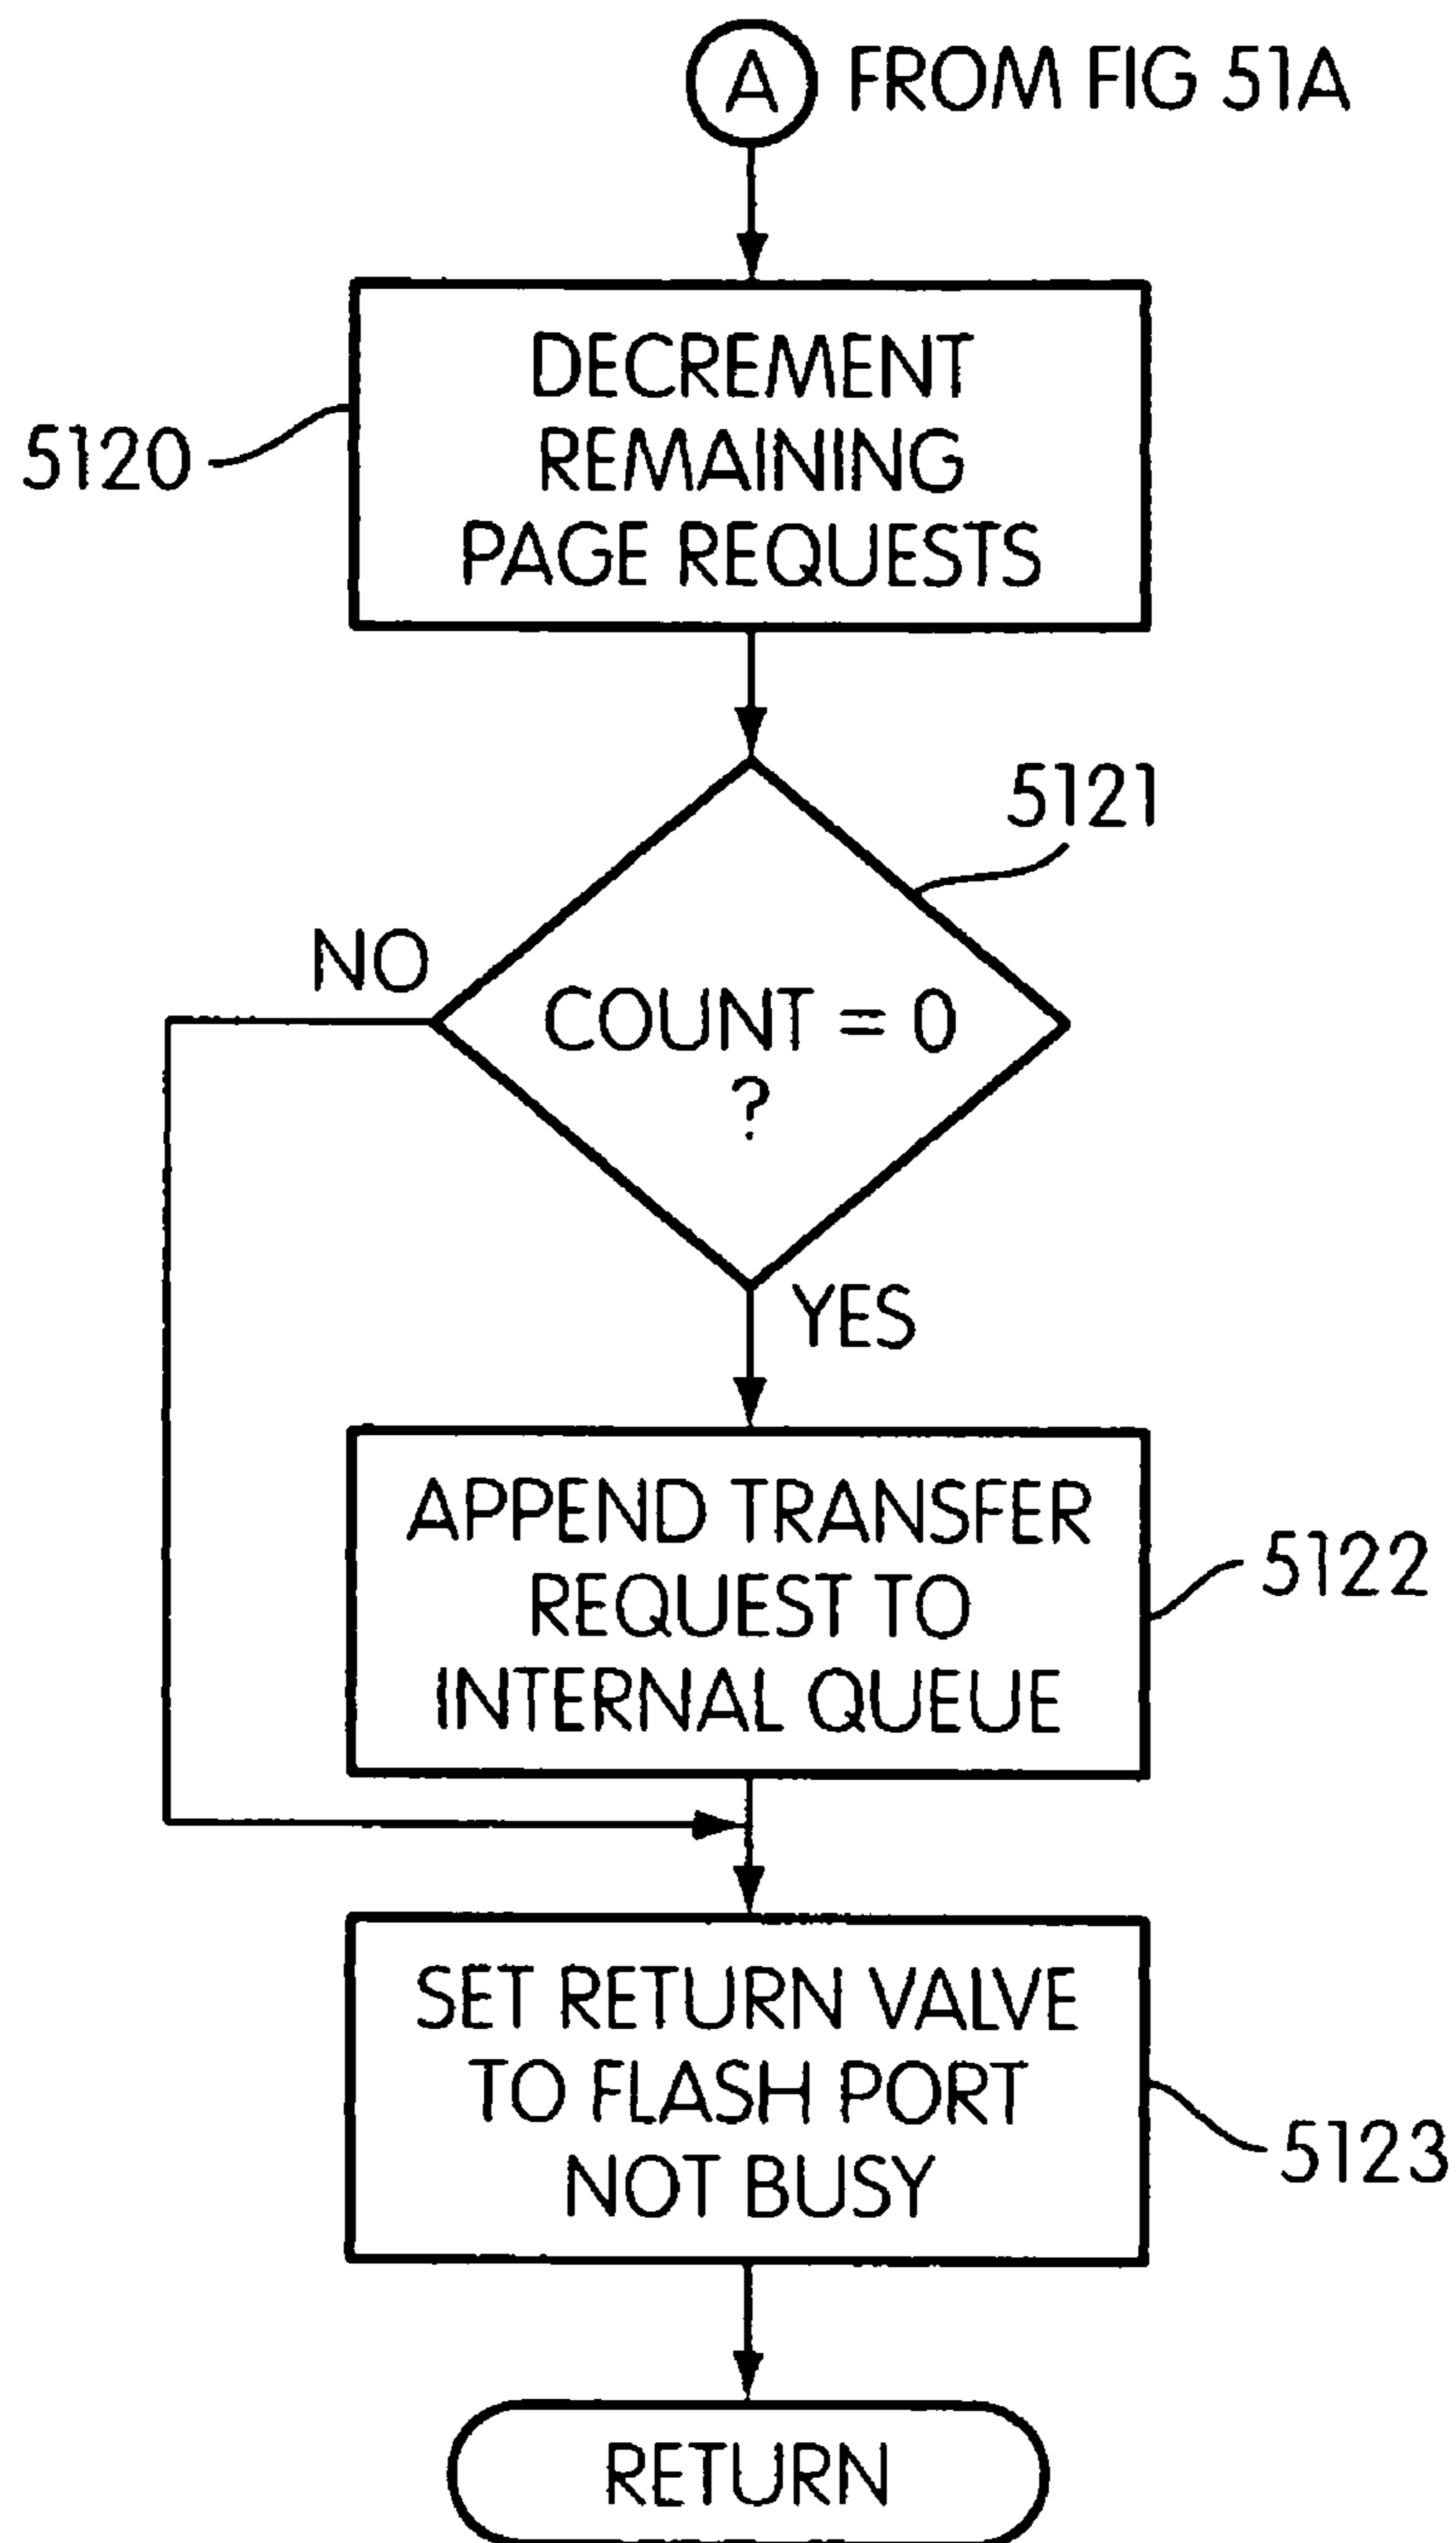 A FROM FIG 51A
DECREMENT
REMAINING
PAGE REQUESTS
5120
5121
NO
COUNT = 0
?
YES
APPEND TRANSFER
REQUEST TO
INTERNAL QUEUE
5122
SET RETURN VALVE
TO FLASH PORT
NOT BUSY
5123
RETURN